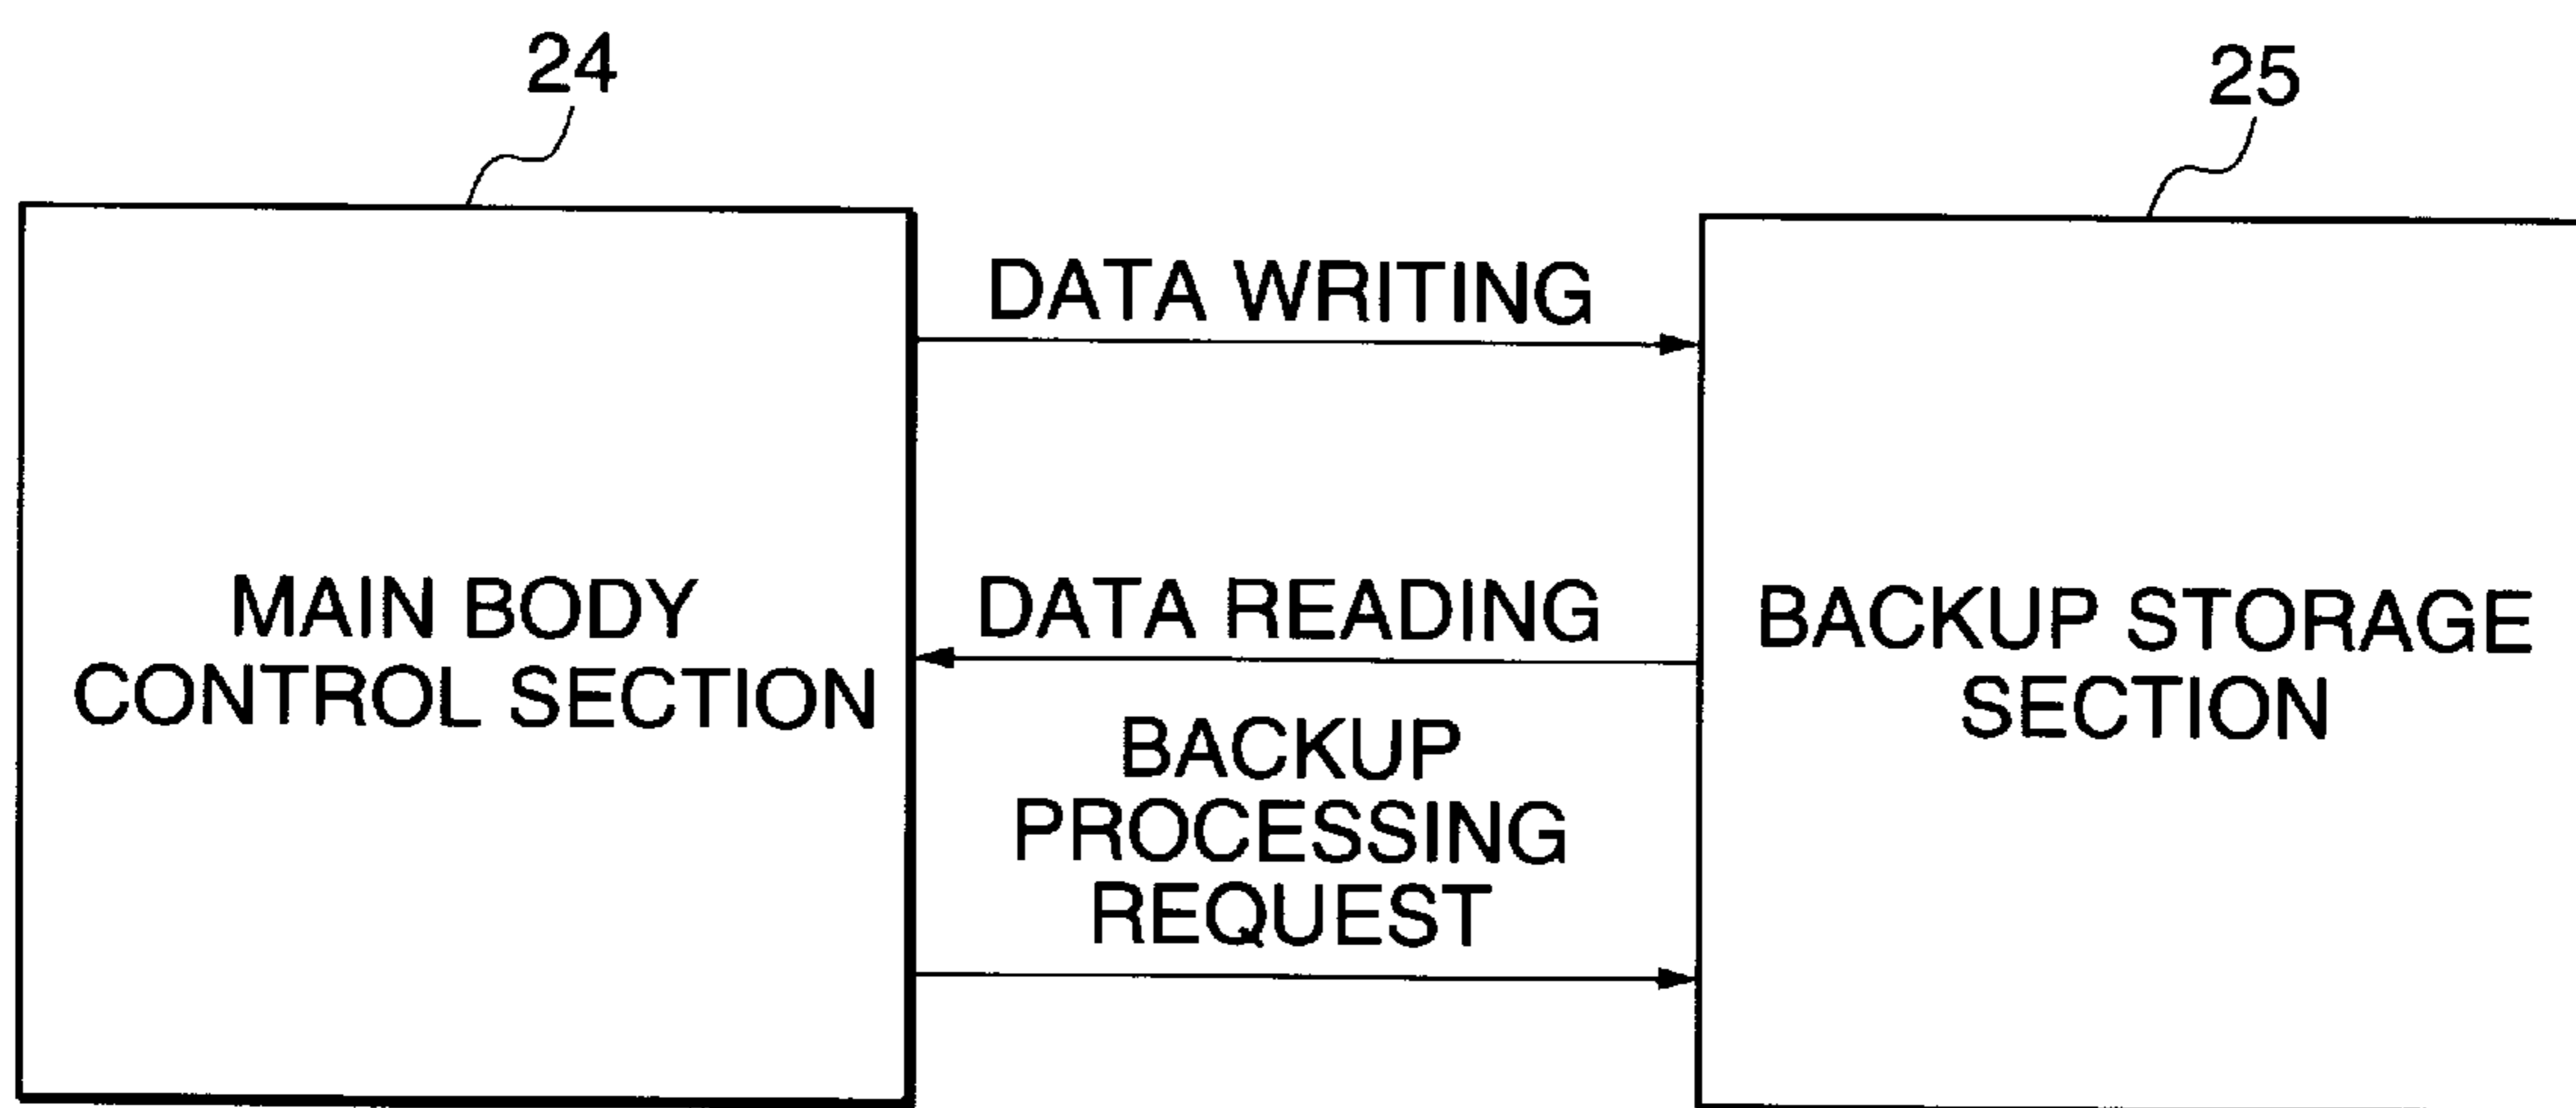 24
25
DATA WRITING
MAIN BODY
CONTROL SECTION
DATA READING
BACKUP
PROCESSING
REQUEST
BACKUP STORAGE
SECTION